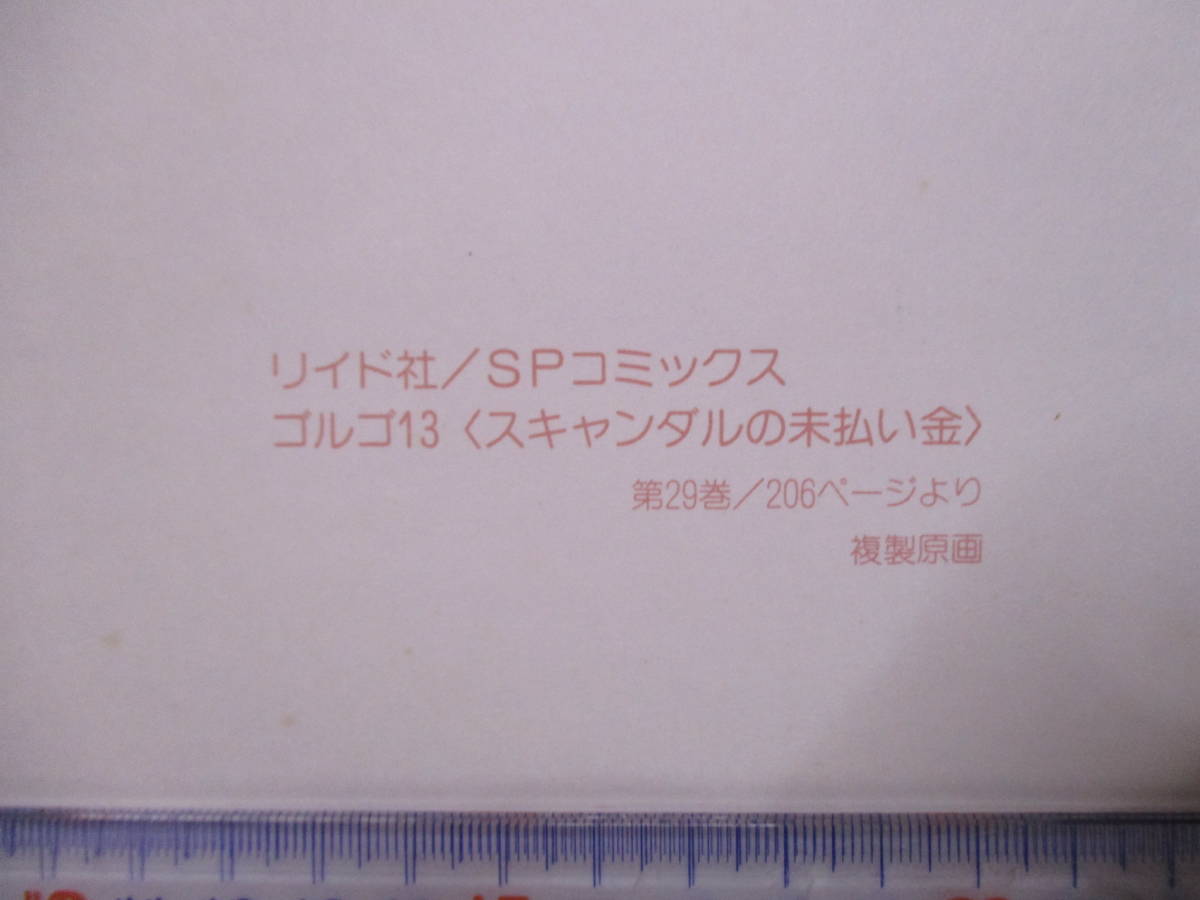 リイド社／SPコミックス
ゴルゴ13〈スキャンダルの未払い金〉
第29巻／206ページより
複製原画